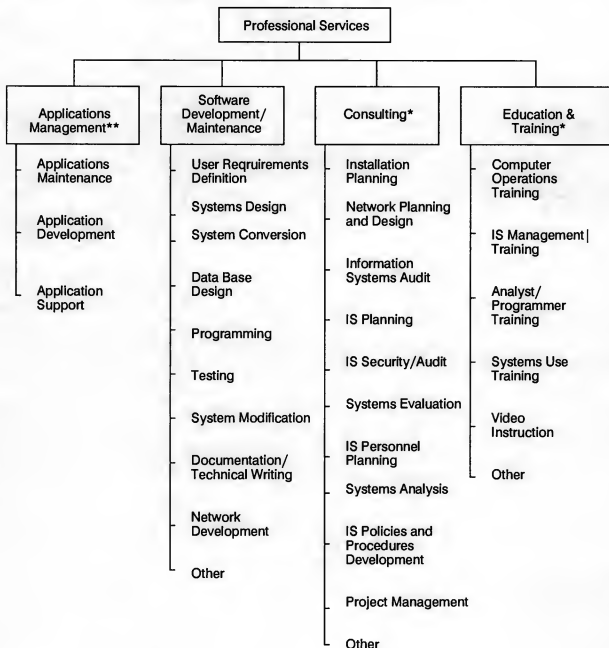 Professional Services
Applications
Management**
Applications
Maintenance
Application
Development
Application
Support
Software
Development/
Maintenance
User Reqruirements
Definition
Systems Design
System Conversion
Data Base
Design
Programming
Testing
System Modification
Documentation/
Technical Writing
Network
Development
Other
Consulting*
Installation
Planning
Network Planning
and Design
Information
Systems Audit
IS Planning
IS Security/Audit
Systems Evaluation
IS Personnel
Planning
Systems Analysis
IS Policies and
Procedures
Development
Project Management
Other
Education &
Training*
Computer
Operations
Training
IS Management|
Training
Analyst/
Programmer
Training
Systems Use
Training
Video
Instruction
Other